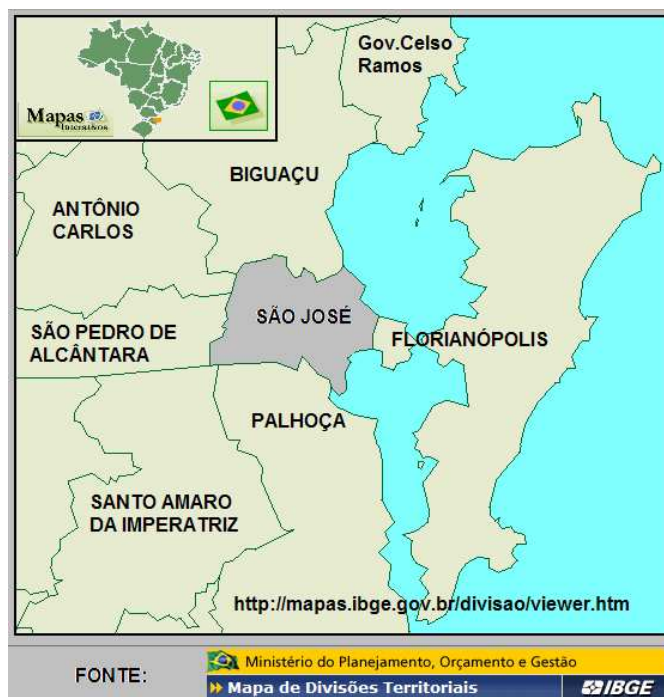 Gov.Celso
Ramos
Mapas
Interativos
BIGUAÇU
ANTÔNIO
CARLOS
SÃO JOSÉ
SÃO PEDRO DE
ALCÂNTARA
FLORIANÓPOLIS
PALHOÇA
SANTO AMARO
DA IMPERATRIZ
http://mapas.ibge.gov.br/divisao/viewer.htm
FONTE:
Ministério do Planejamento, Orçamento e Gestão
Mapa de Divisões Territoriais
IBGE